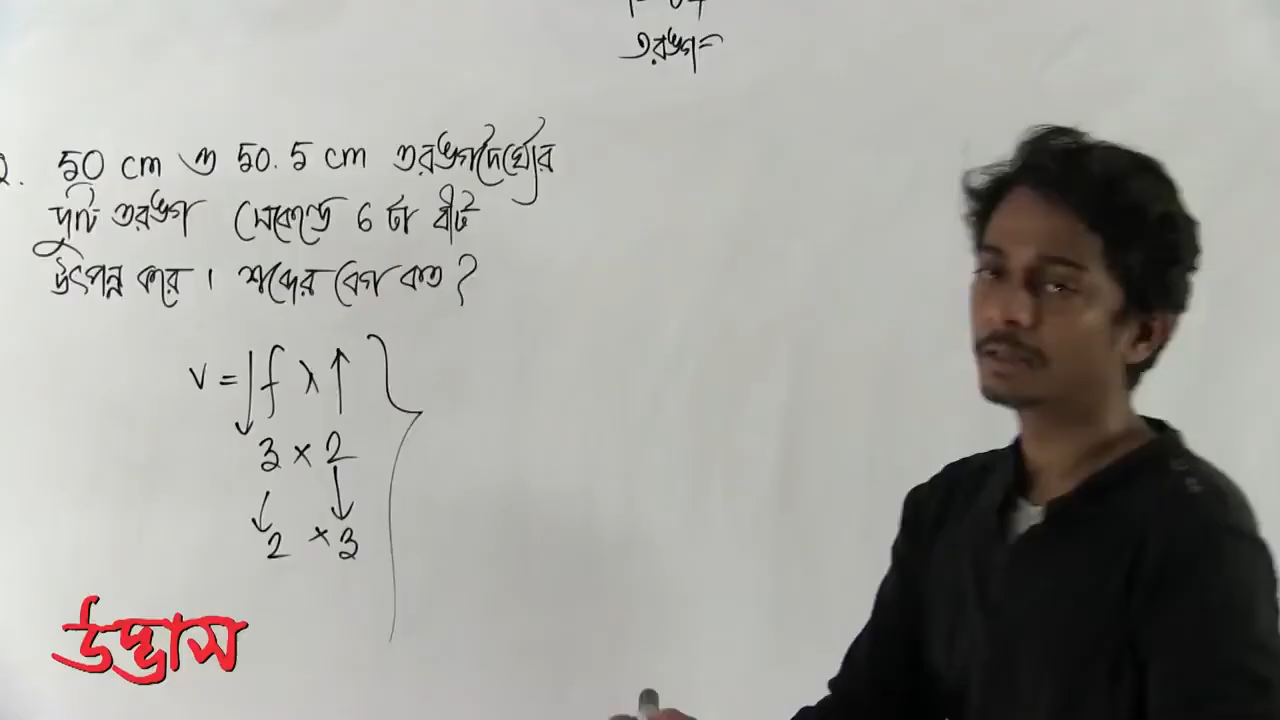 তরঙ্গ=
2. 50 cm ও 50.5 cm তরঙ্গদৈর্ঘ্যের
দুটি তরঙ্গ সেকেন্ডে 6 টা বীট
উৎপন্ন করে। শব্দের বেগ কত?
v = ↓f λ↑
3 × 2
2 × 3
উদ্ভাস